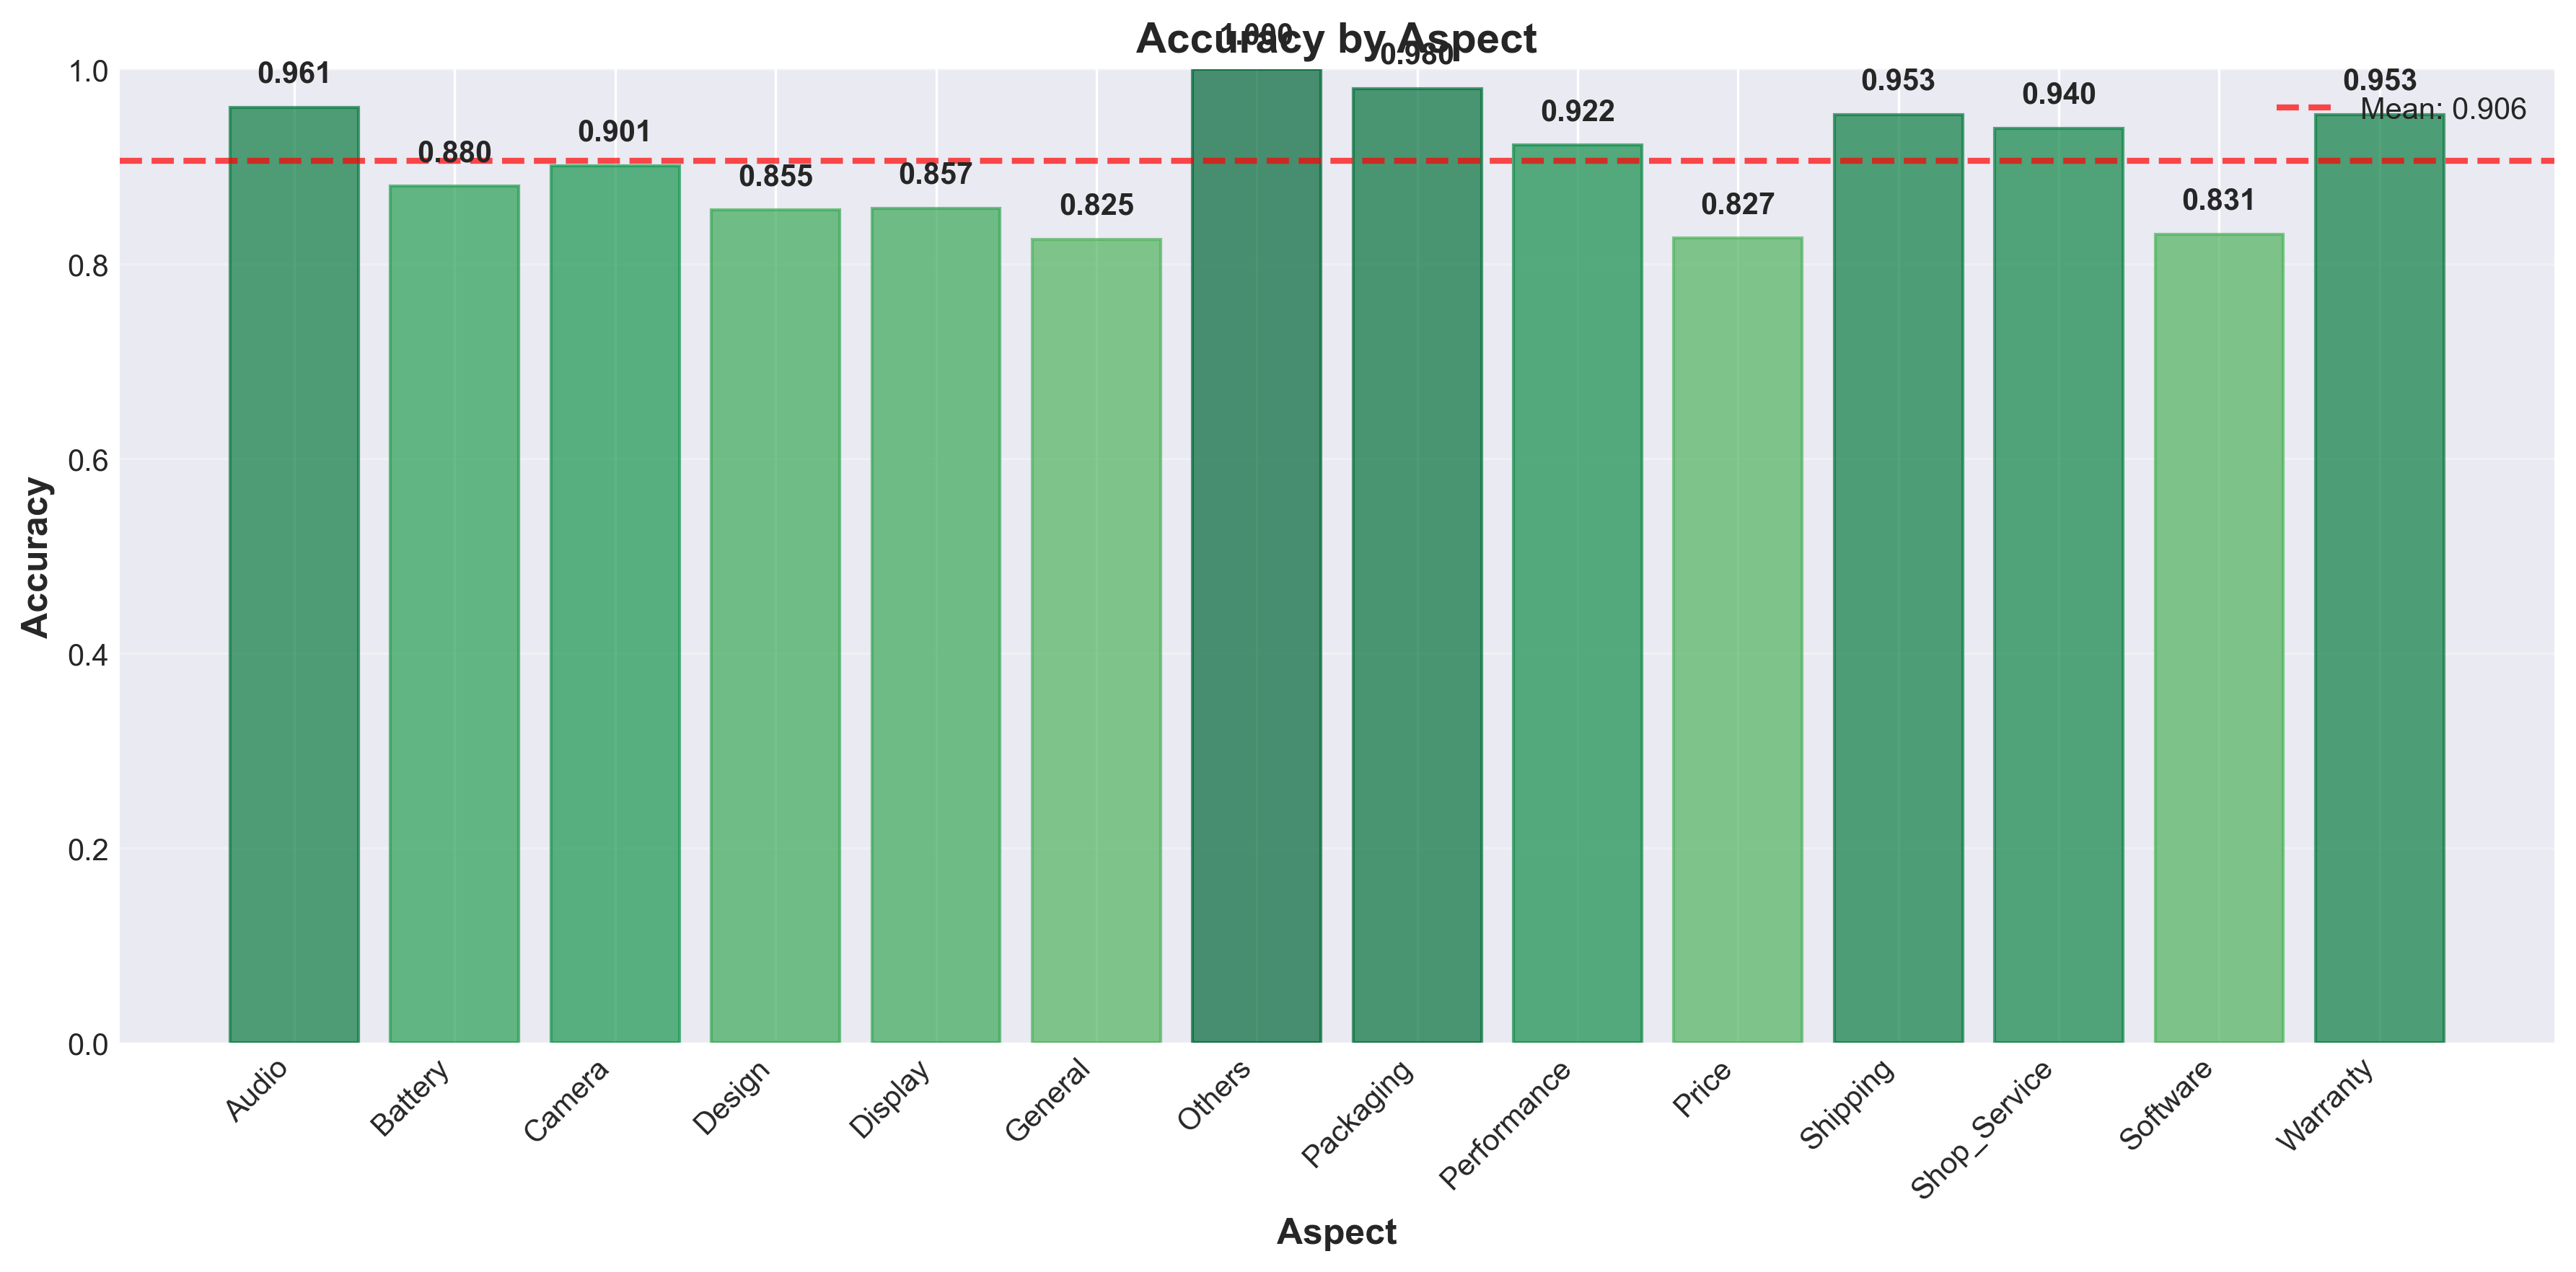 Accuracy by Aspect
1.000
0.980
0.961
0.880
0.901
0.855
0.857
0.825
0.922
0.827
0.953
0.940
0.831
0.953
Mean: 0.906
1.0
0.8
0.6
0.4
0.2
0.0
Accuracy
Audio
Battery
Camera
Design
Display
General
Others
Packaging
Performance
Price
Shipping
Shop_Service
Software
Warranty
Aspect